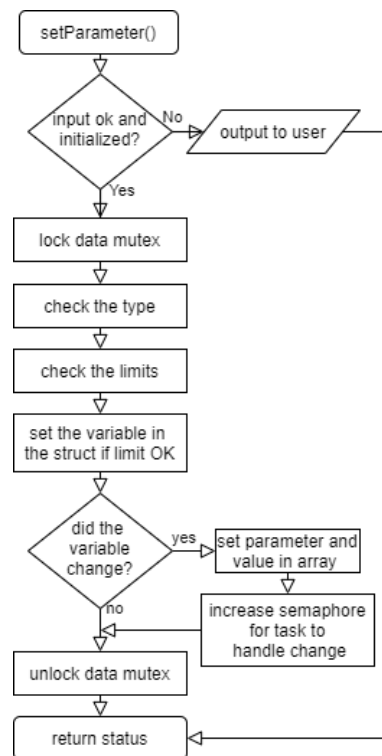 setParameter()
input ok and
initialized?
No
output to user
Yes
lock data mutex
check the type
check the limits
set the variable in
the struct if limit OK
did the
variable
change?
yes
set parameter and
value in array
increase semaphore
for task to
handle change
no
unlock data mutex
return status